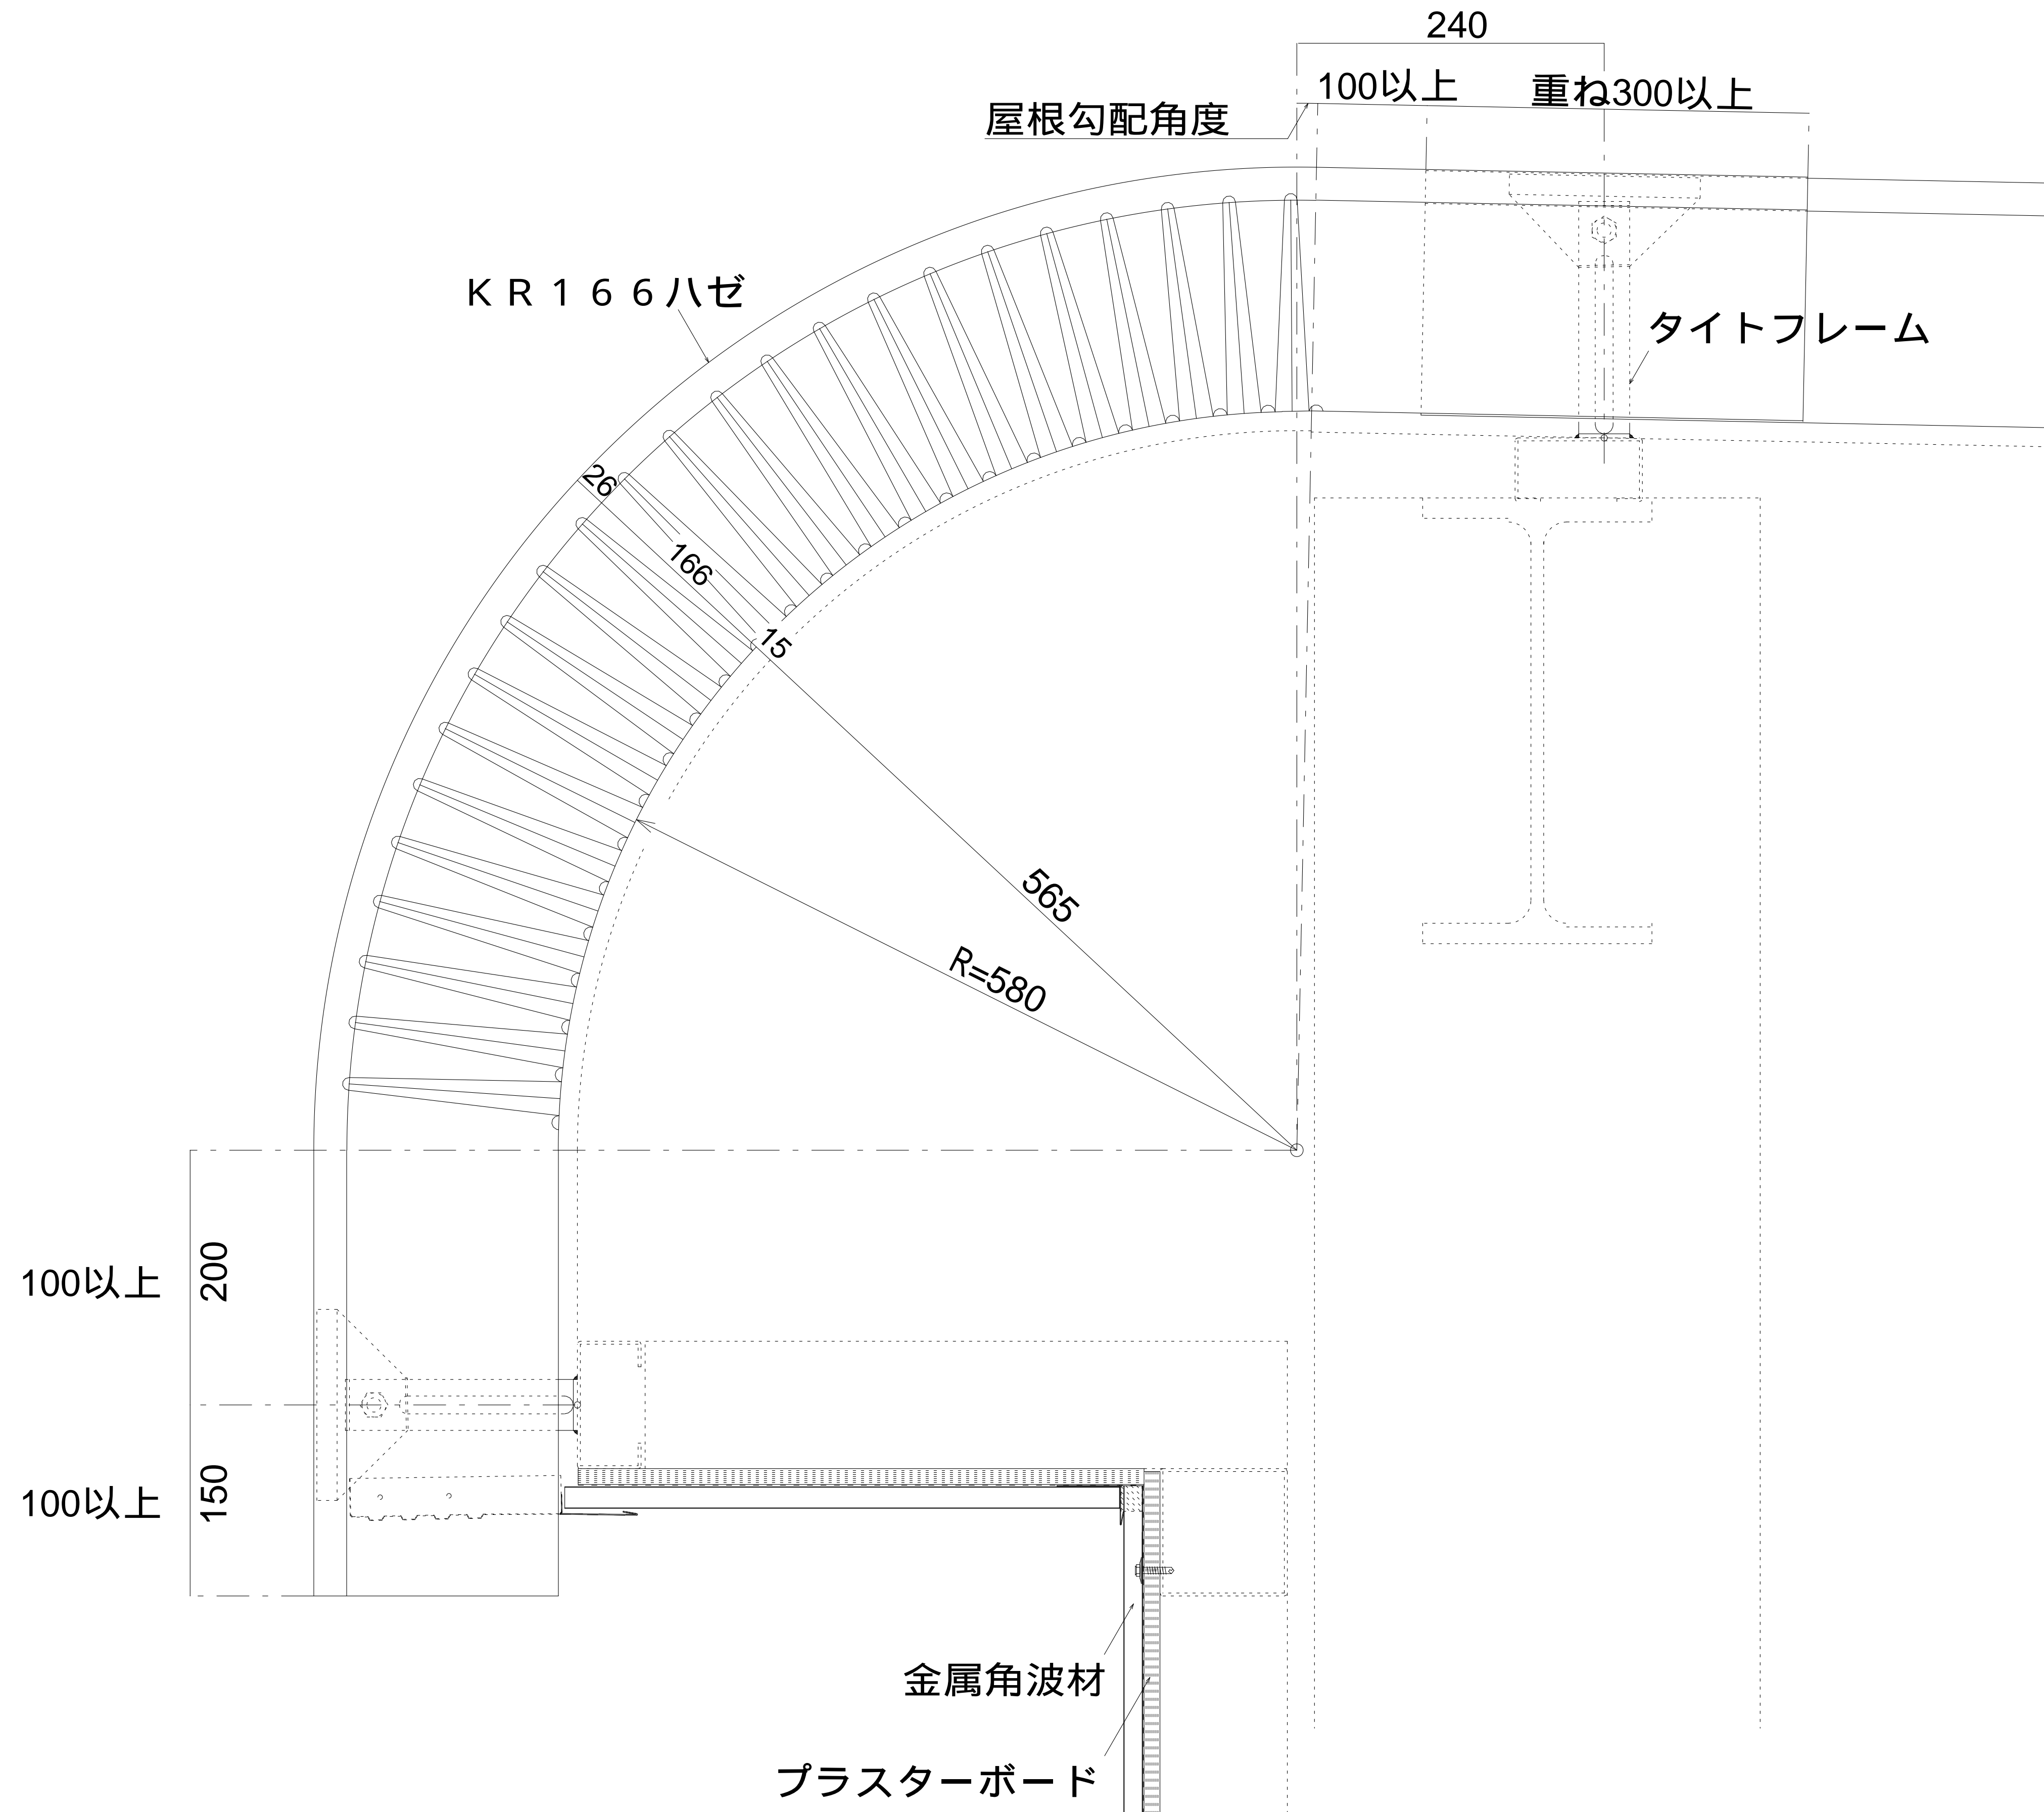 240
100以上
重ね300以上
屋根勾配角度
ＫＲ１６６ハゼ
タイトフレーム
26
166
15
565
R=580
200
100以上
150
100以上
金属角波材
プラスターボード